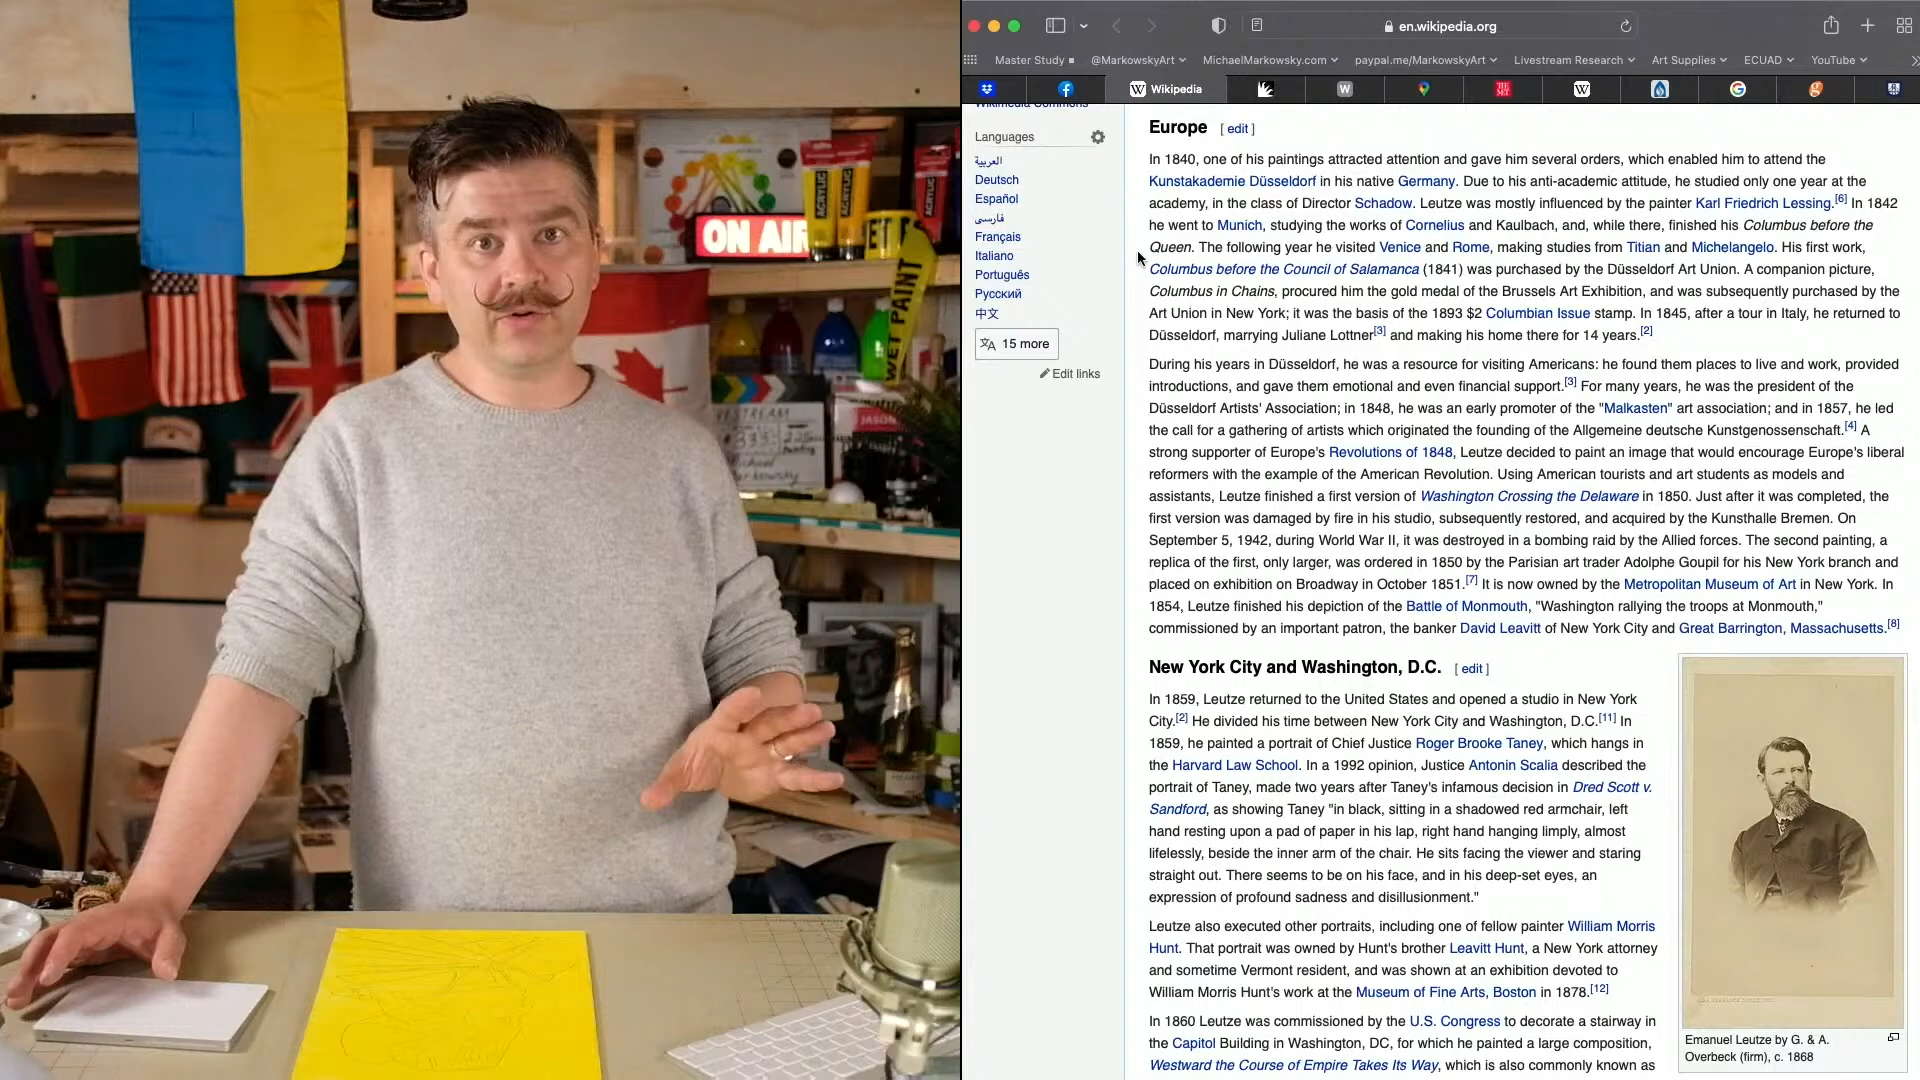 en.wikipedia.org
Master Study
@MarkowskyArt
MichaelMarkowsky.com
paypal.me/MarkowskyArt
Livestream Research
Art Supplies
ECUAD
YouTube
Wikipedia
Wikimedia Commons
Languages
العربية
Deutsch
Español
فارسی
Français
Italiano
Português
Русский
中文
15 more
Edit links
Europe [ edit ]
In 1840, one of his paintings attracted attention and gave him several orders, which enabled him to attend the
Kunstakademie Düsseldorf in his native Germany. Due to his anti-academic attitude, he studied only one year at the
academy, in the class of Director Schadow. Leutze was mostly influenced by the painter Karl Friedrich Lessing.[6] In 1842
he went to Munich, studying the works of Cornelius and Kaulbach, and, while there, finished his Columbus before the
Queen. The following year he visited Venice and Rome, making studies from Titian and Michelangelo. His first work,
Columbus before the Council of Salamanca (1841) was purchased by the Düsseldorf Art Union. A companion picture,
Columbus in Chains, procured him the gold medal of the Brussels Art Exhibition, and was subsequently purchased by the
Art Union in New York; it was the basis of the 1893 $2 Columbian Issue stamp. In 1845, after a tour in Italy, he returned to
Düsseldorf, marrying Juliane Lottner[3] and making his home there for 14 years.[2]
During his years in Düsseldorf, he was a resource for visiting Americans: he found them places to live and work, provided
introductions, and gave them emotional and even financial support.[3] For many years, he was the president of the
Düsseldorf Artists' Association; in 1848, he was an early promoter of the "Malkasten" art association; and in 1857, he led
the call for a gathering of artists which originated the founding of the Allgemeine deutsche Kunstgenossenschaft.[4] A
strong supporter of Europe's Revolutions of 1848, Leutze decided to paint an image that would encourage Europe's liberal
reformers with the example of the American Revolution. Using American tourists and art students as models and
assistants, Leutze finished a first version of Washington Crossing the Delaware in 1850. Just after it was completed, the
first version was damaged by fire in his studio, subsequently restored, and acquired by the Kunsthalle Bremen. On
September 5, 1942, during World War II, it was destroyed in a bombing raid by the Allied forces. The second painting, a
replica of the first, only larger, was ordered in 1850 by the Parisian art trader Adolphe Goupil for his New York branch and
placed on exhibition on Broadway in October 1851.[7] It is now owned by the Metropolitan Museum of Art in New York. In
1854, Leutze finished his depiction of the Battle of Monmouth, "Washington rallying the troops at Monmouth,"
commissioned by an important patron, the banker David Leavitt of New York City and Great Barrington, Massachusetts.[8]
New York City and Washington, D.C. [ edit ]
In 1859, Leutze returned to the United States and opened a studio in New York
City.[2] He divided his time between New York City and Washington, D.C.[11] In
1859, he painted a portrait of Chief Justice Roger Brooke Taney, which hangs in
the Harvard Law School. In a 1992 opinion, Justice Antonin Scalia described the
portrait of Taney, made two years after Taney's infamous decision in Dred Scott v.
Sandford, as showing Taney "in black, sitting in a shadowed red armchair, left
hand resting upon a pad of paper in his lap, right hand hanging limply, almost
lifelessly, beside the inner arm of the chair. He sits facing the viewer and staring
straight out. There seems to be on his face, and in his deep-set eyes, an
expression of profound sadness and disillusionment."
Leutze also executed other portraits, including one of fellow painter William Morris
Hunt. That portrait was owned by Hunt's brother Leavitt Hunt, a New York attorney
and sometime Vermont resident, and was shown at an exhibition devoted to
William Morris Hunt's work at the Museum of Fine Arts, Boston in 1878.[12]
In 1860 Leutze was commissioned by the U.S. Congress to decorate a stairway in
the Capitol Building in Washington, DC, for which he painted a large composition,
Westward the Course of Empire Takes Its Way, which is also commonly known as
Emanuel Leutze by G. & A.
Overbeck (firm), c. 1868
ON AIR
ACRYLIC
ACRYLIC
WET PAINT
JASON